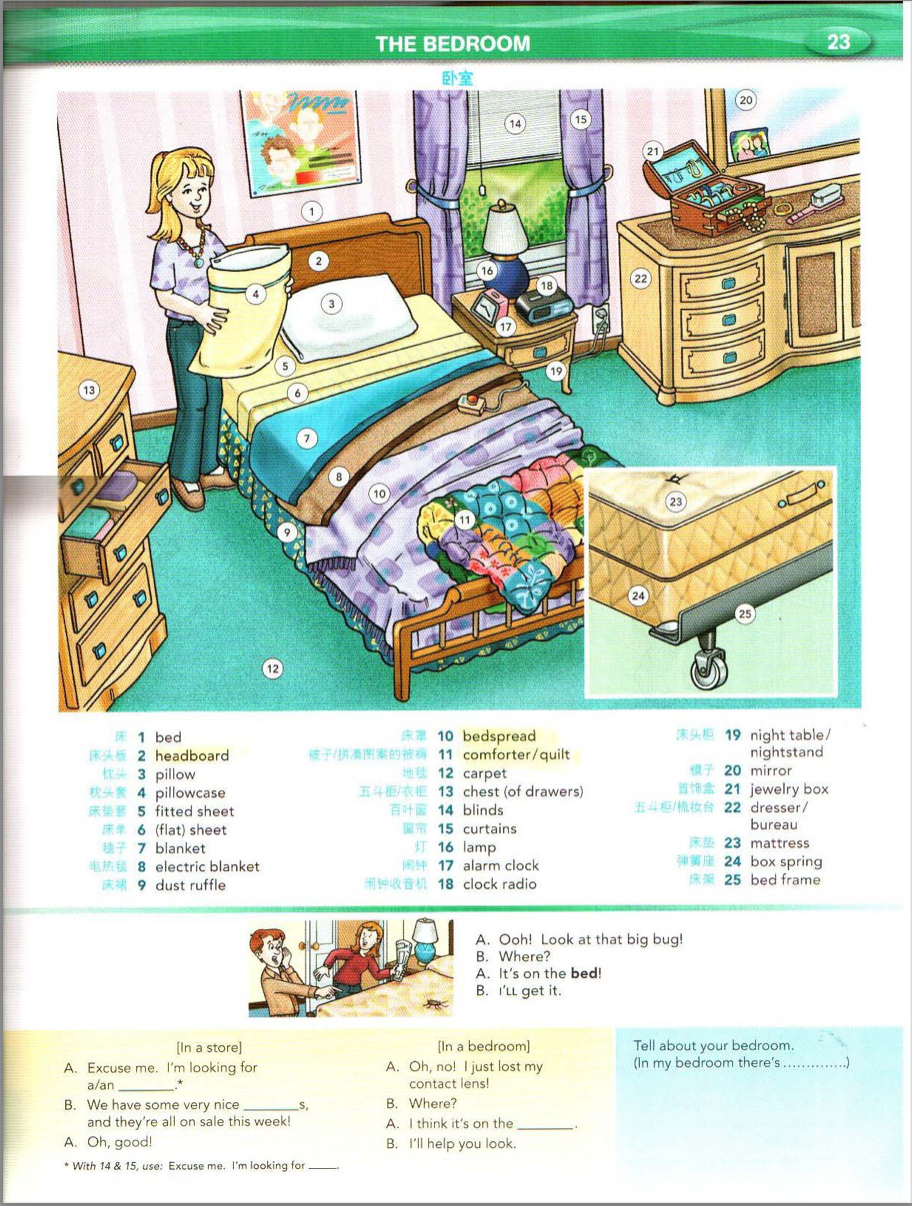 THE BEDROOM
23
卧室
20
14
15
21
1
2
16
18
22
4
3
17
5
19
13
6
7
8
10
23
11
9
24
25
12
床 1 bed
床头板 2 headboard
枕头 3 pillow
枕头套 4 pillowcase
床垫套 5 fitted sheet
床单 6 (flat) sheet
毯子 7 blanket
电热毯 8 electric blanket
床裙 9 dust ruffle
床罩 10 bedspread
被子/拼凑图案的被褥 11 comforter/quilt
地毯 12 carpet
五斗柜/衣柜 13 chest (of drawers)
百叶窗 14 blinds
窗帘 15 curtains
灯 16 lamp
闹钟 17 alarm clock
闹钟收音机 18 clock radio
床头柜 19 night table/
nightstand
镜子 20 mirror
首饰盒 21 jewelry box
五斗柜/梳妆台 22 dresser/
bureau
床垫 23 mattress
弹簧座 24 box spring
床架 25 bed frame
A. Ooh! Look at that big bug!
B. Where?
A. It's on the bed!
B. I'LL get it.
[In a store]
A. Excuse me. I'm looking for
a/an ________.*
B. We have some very nice ________s,
and they're all on sale this week!
A. Oh, good!
* With 14 & 15, use: Excuse me. I'm looking for _____.
[In a bedroom]
A. Oh, no! I just lost my
contact lens!
B. Where?
A. I think it's on the ________.
B. I'll help you look.
Tell about your bedroom.
(In my bedroom there's ..............)